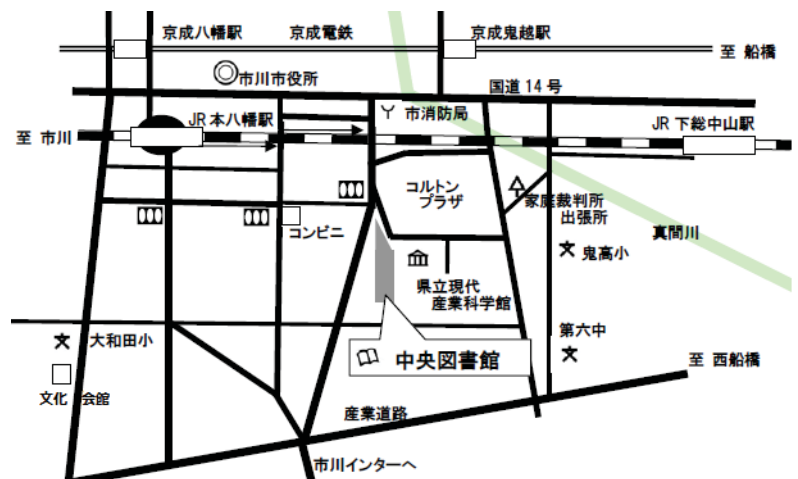 京成八幡駅
京成電鉄
京成鬼越駅
至 船橋
市川市役所
国道14号
至 市川
JR本八幡駅
市消防局
JR 下総中山駅
コルトン
プラザ
家庭裁判所
出張所
コンビニ
真間川
鬼高小
県立現代
産業科学館
大和田小
第六中
中央図書館
至 西船橋
文化 会館
産業道路
市川インターへ